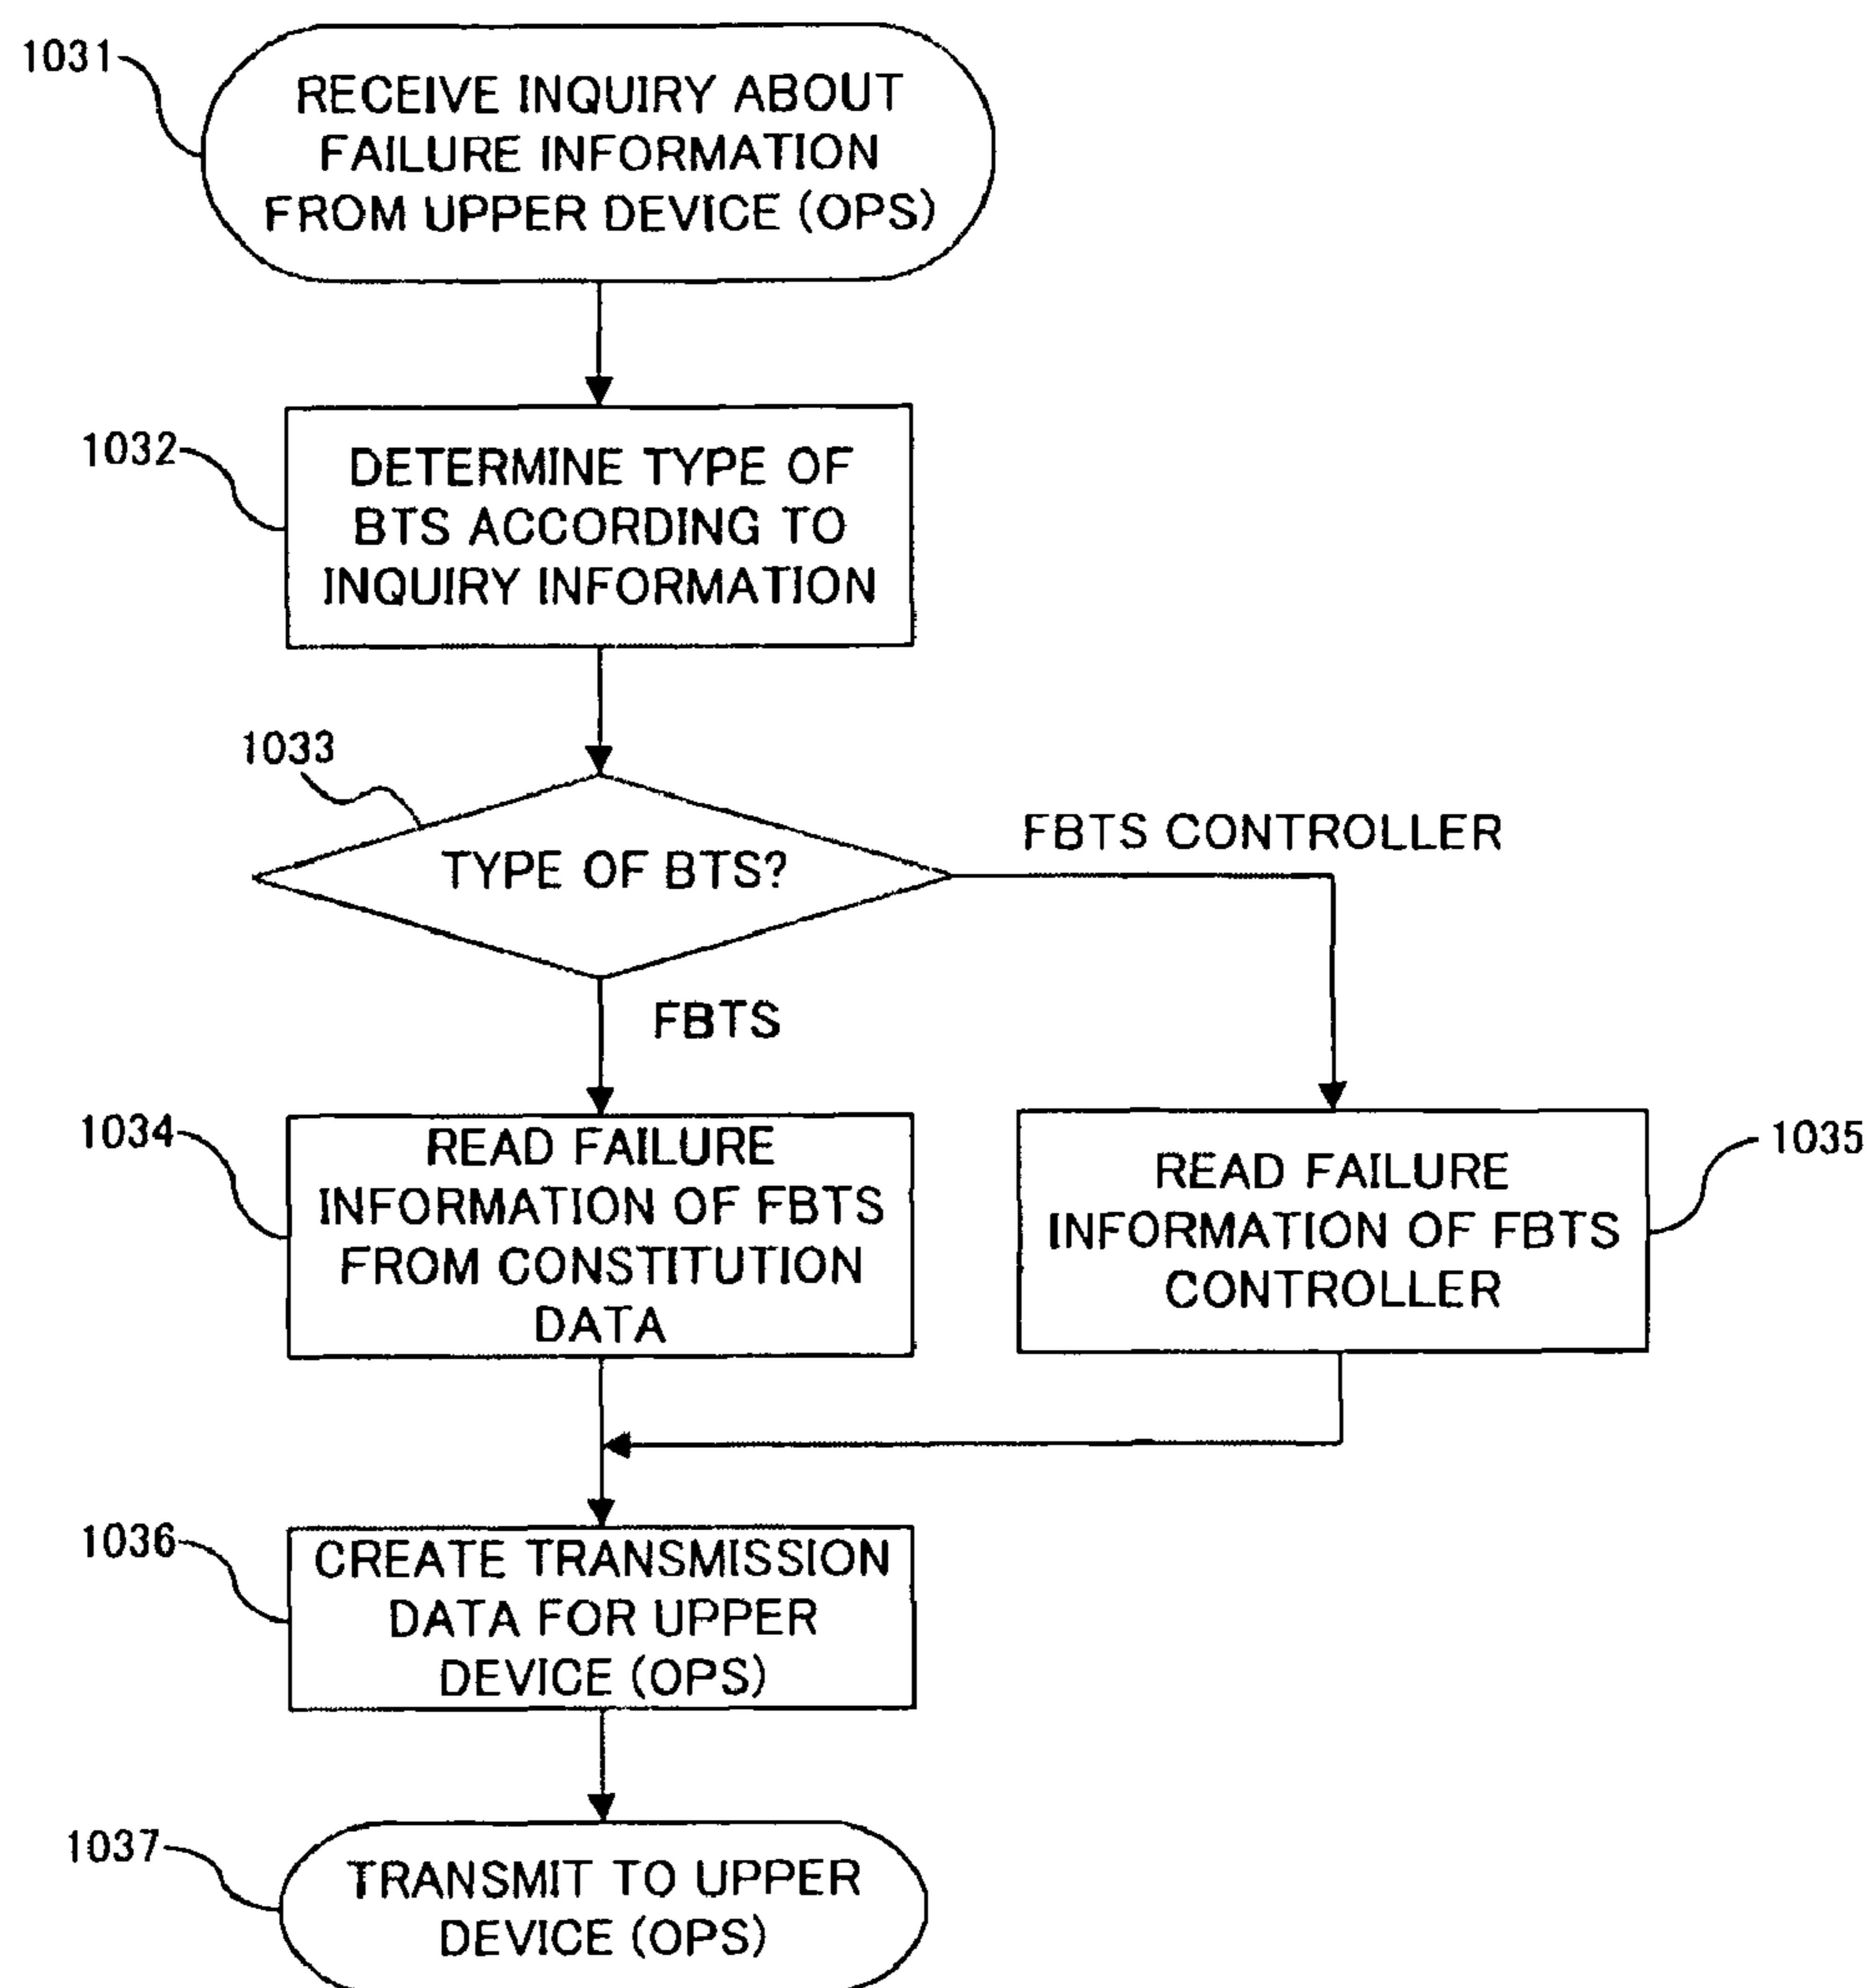 1031
RECEIVE INQUIRY ABOUT
FAILURE INFORMATION
FROM UPPER DEVICE (OPS)
1032
DETERMINE TYPE OF
BTS ACCORDING TO
INQUIRY INFORMATION
1033
TYPE OF BTS?
FBTS CONTROLLER
FBTS
1034
READ FAILURE
INFORMATION OF FBTS
FROM CONSTITUTION
DATA
1035
READ FAILURE
INFORMATION OF FBTS
CONTROLLER
1036
CREATE TRANSMISSION
DATA FOR UPPER
DEVICE (OPS)
1037
TRANSMIT TO UPPER
DEVICE (OPS)